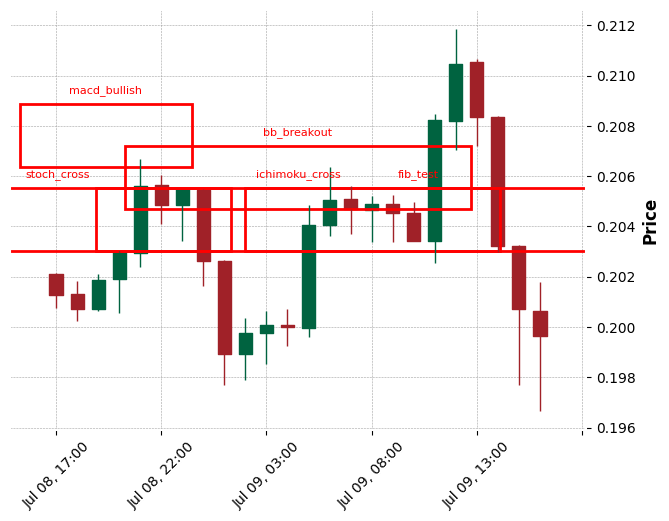 0.212
0.210
macd_bullish
0.208
bb_breakout
0.206
stoch_cross
ichimoku_cross
0.204
Price
0.202
0.200
0.198
0.196
Jul 08, 17:00
Jul 08, 22:00
Jul 09, 03:00
Jul 09, 08:00
Jul 09, 13:00